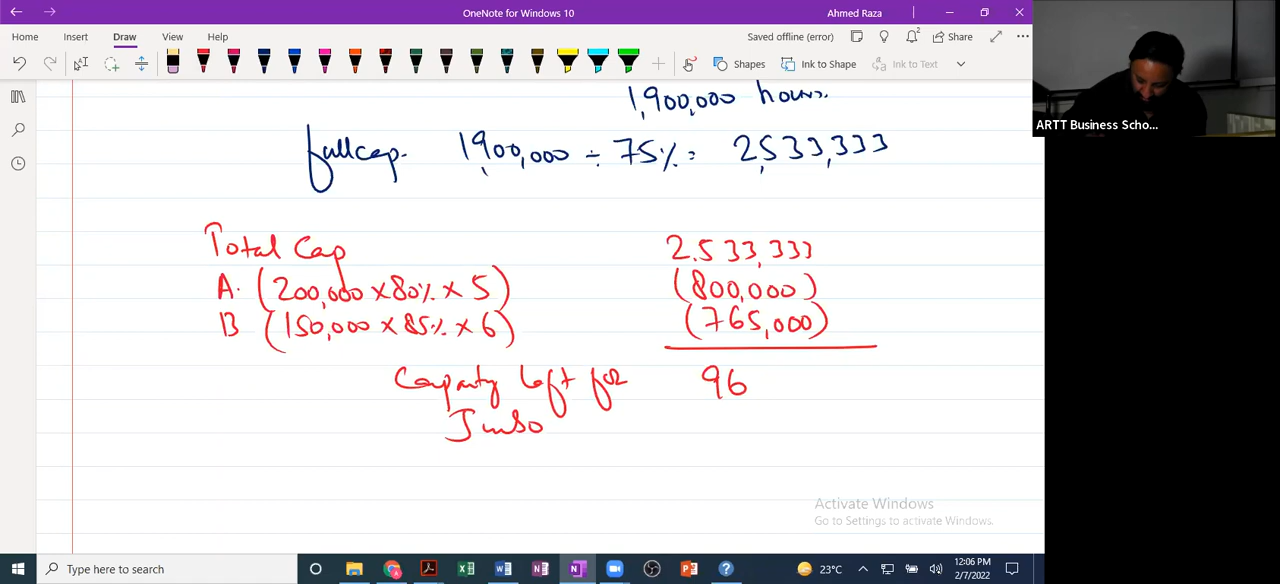 OneNote for Windows 10
Ahmed Raza
Home Insert Draw View Help
Saved offline (error)
Share
Shapes Ink to Shape Ink to Text
ARTT Business Scho...
1,900,000 hours.
full cap. 1,900,000 ÷ 75% = 2,533,333
Total Cap 2,533,333
A. (200,000 × 80% × 5) (800,000)
B (150,000 × 85% × 6) (765,000)
Capacity left for 96
Jumbo
Activate Windows
Go to Settings to activate Windows.
Type here to search
23°C
12:06 PM
2/7/2022